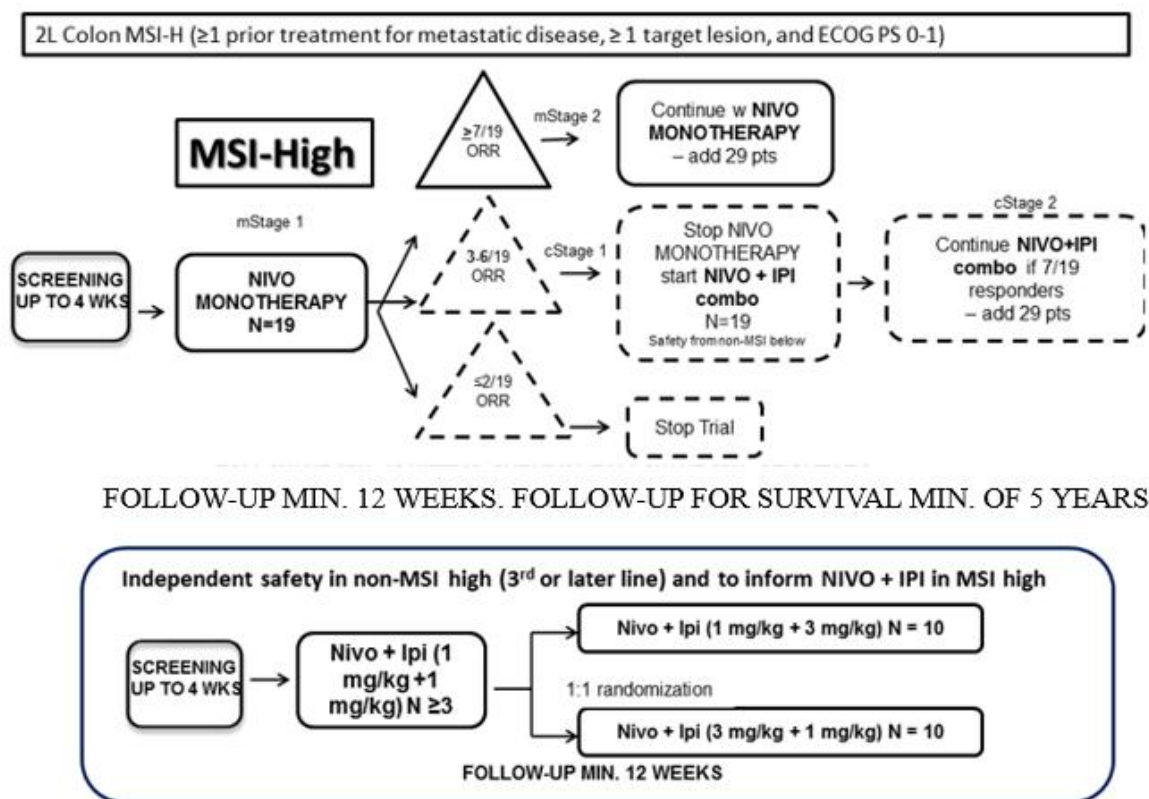 2L Colon MSI-H (≥1 prior treatment for metastatic disease, ≥ 1 target lesion, and ECOG PS 0-1)
MSI-High
≥7/19
ORR
mStage 2
Continue w NIVO
MONOTHERAPY
– add 29 pts
mStage 1
SCREENING
UP TO 4 WKS
NIVO
MONOTHERAPY
N=19
3-6/19
ORR
cStage 1
Stop NIVO
MONOTHERAPY
start NIVO + IPI
combo
N=19
Safety from non-MSI below
cStage 2
Continue NIVO+IPI
combo if 7/19
responders
– add 29 pts
≤2/19
ORR
Stop Trial
FOLLOW-UP MIN. 12 WEEKS. FOLLOW-UP FOR SURVIVAL MIN. OF 5 YEARS
Independent safety in non-MSI high (3rd or later line) and to inform NIVO + IPI in MSI high
SCREENING
UP TO 4 WKS
Nivo + Ipi (1
mg/kg +1
mg/kg) N ≥3
Nivo + Ipi (1 mg/kg + 3 mg/kg) N = 10
1:1 randomization
Nivo + Ipi (3 mg/kg + 1 mg/kg) N = 10
FOLLOW-UP MIN. 12 WEEKS